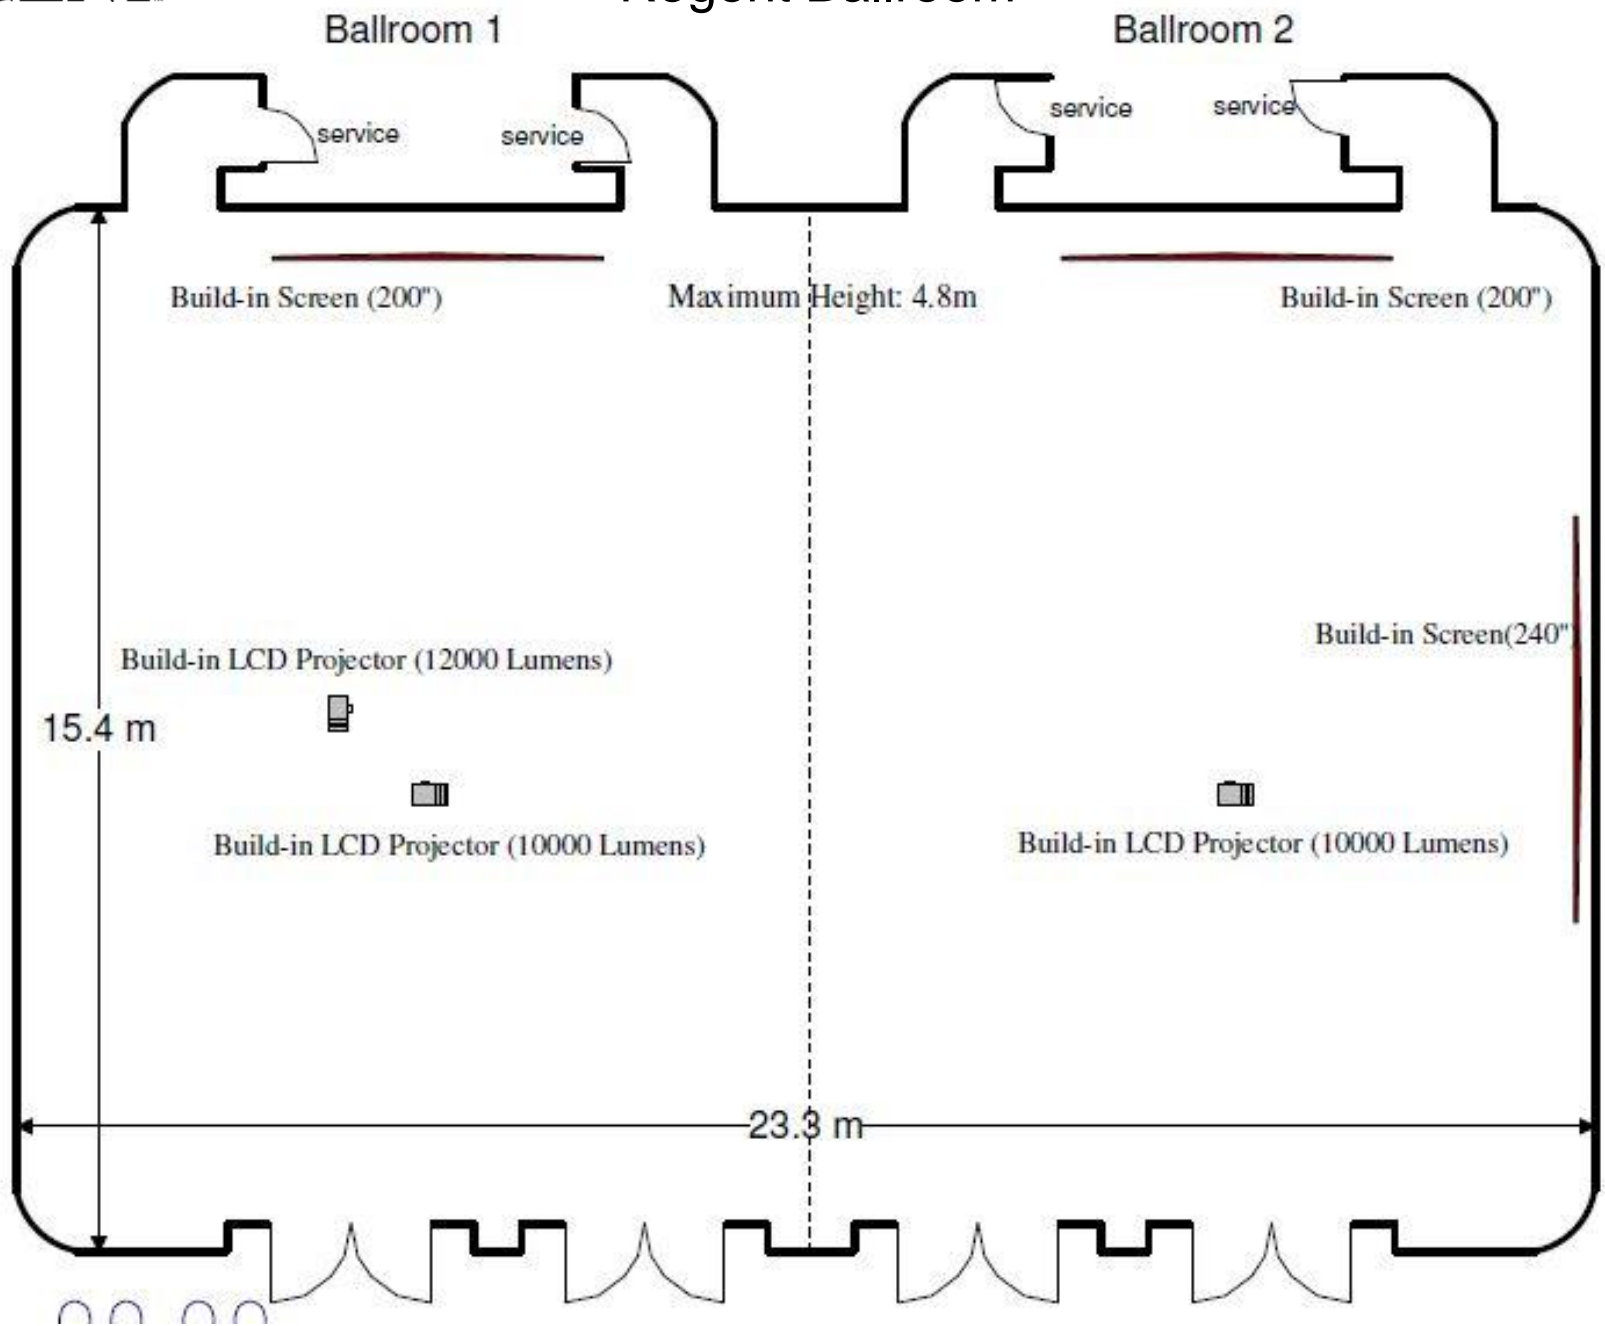 Regent Ballroom
Ballroom 1
Ballroom 2
service
service
service
service
Build-in Screen (200")
Maximum Height: 4.8m
Build-in Screen (200")
Build-in Screen(240")
Build-in LCD Projector (12000 Lumens)
15.4 m
Build-in LCD Projector (10000 Lumens)
Build-in LCD Projector (10000 Lumens)
23.3 m